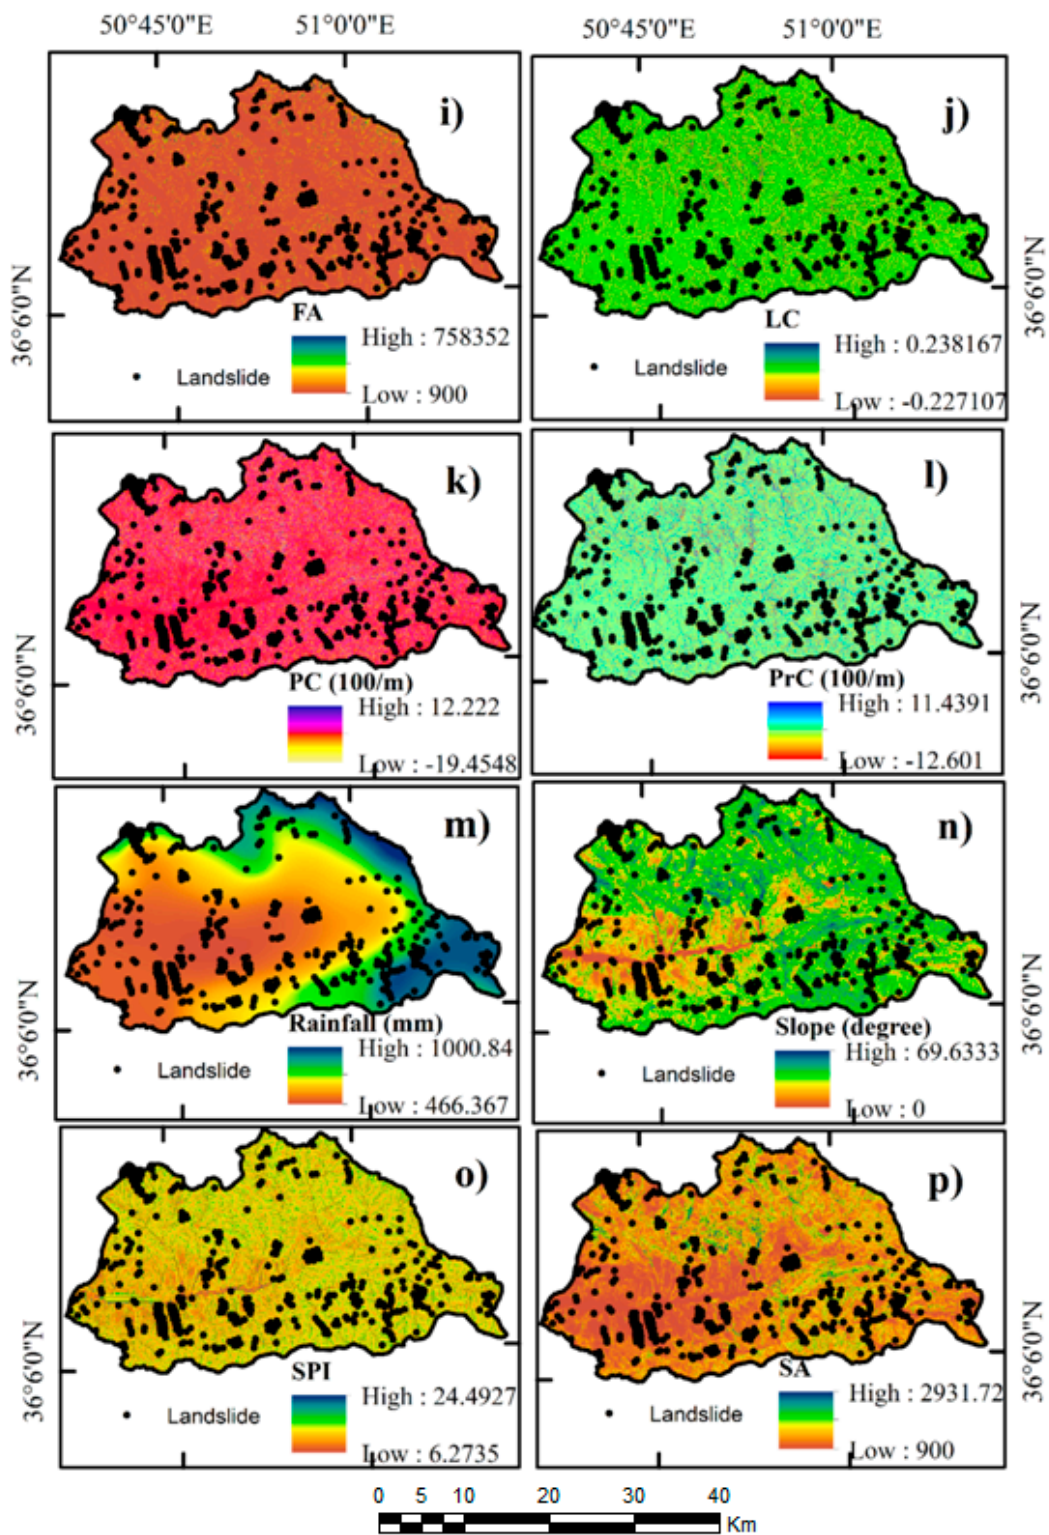 50°45'0"E 51°0'0"E 50°45'0"E 51°0'0"E
i)
36°6'0"N
FA
High : 758352
Low : 900
Landslide
j)
36°6'0"N
LC
High : 0.238167
Low : -0.227107
Landslide
k)
36°6'0"N
PC (100/m)
High : 12.222
Low : -19.4548
l)
36°6'0"N
PrC (100/m)
High : 11.4391
Low : -12.601
m)
36°6'0"N
Rainfall (mm)
High : 1000.84
Low : 466.367
Landslide
n)
36°6'0"N
Slope (degree)
High : 69.6333
Low : 0
Landslide
o)
36°6'0"N
SPI
High : 24.4927
Low : 6.2735
Landslide
p)
36°6'0"N
SA
High : 2931.72
Low : 900
Landslide
0 5 10 20 30 40
Km